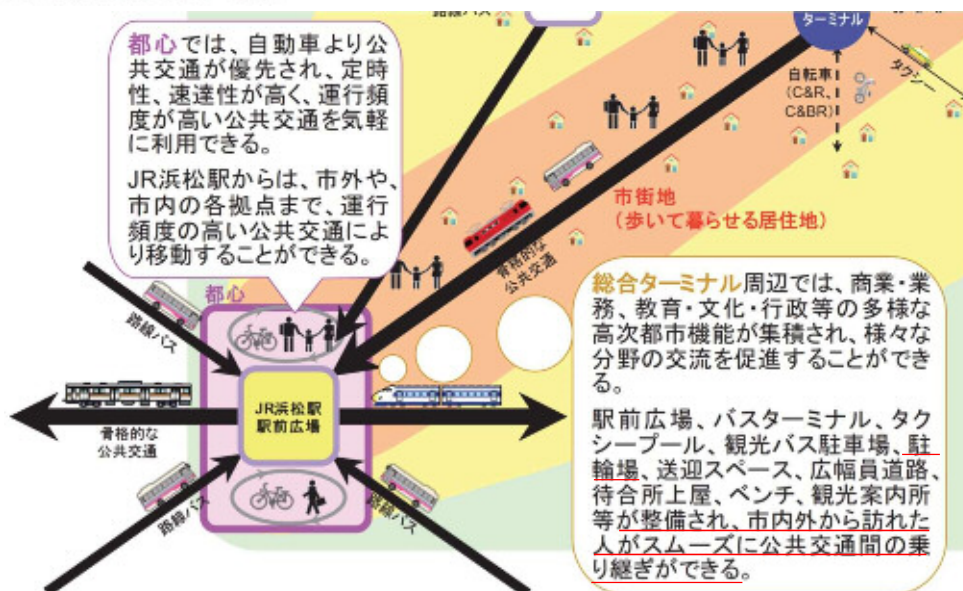 路線バス
ターミナル
都心では、自動車より公
共交通が優先され、定時
性、速達性が高く、運行頻
度が高い公共交通を気軽
に利用できる。
JR浜松駅からは、市外や、
市内の各拠点まで、運行
頻度の高い公共交通によ
り移動することができる。
自転車
(C&R、
C&BR)
タクシー
市街地
(歩いて暮らせる居住地)
骨格的な
公共交通
都心
路線バス
JR浜松駅
駅前広場
骨格的な
公共交通
路線バス
路線バス
総合ターミナル周辺では、商業・業
務、教育・文化・行政等の多様な
高次都市機能が集積され、様々な
分野の交流を促進することができ
る。
駅前広場、バスターミナル、タク
シープール、観光バス駐車場、駐
輪場、送迎スペース、広幅員道路、
待合所上屋、ベンチ、観光案内所
等が整備され、市内外から訪れた
人がスムーズに公共交通間の乗
り継ぎができる。